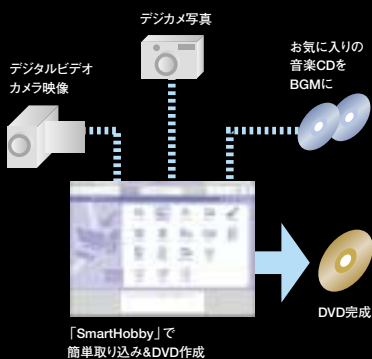 デジカメ写真
デジタルビデオ
カメラ映像
お気に入りの
音楽CDを
BGMに
DVD完成
「SmartHobby」で
簡単取り込み&DVD作成